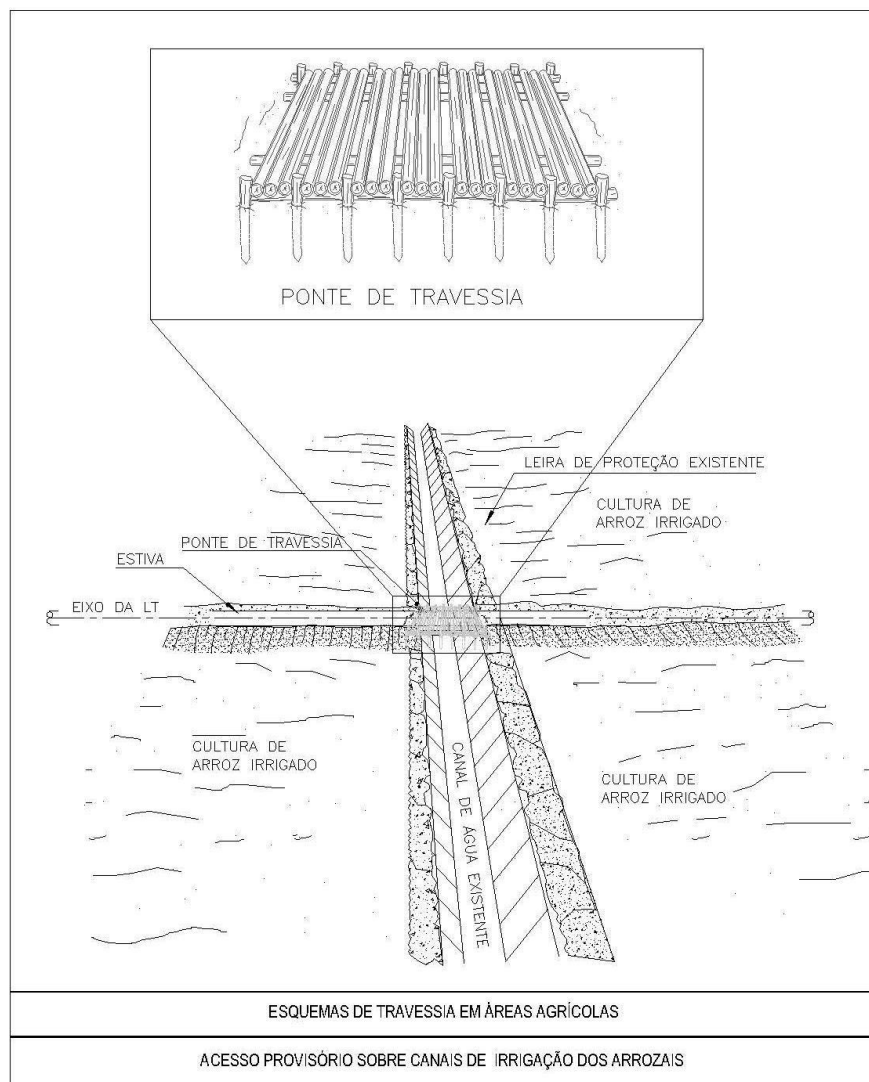 PONTE DE TRAVESSIA
LEIRA DE PROTEÇÃO EXISTENTE
CULTURA DE
ARROZ IRRIGADO
PONTE DE TRAVESSIA
ESTIVA
EIXO DA LT
CULTURA DE
ARROZ IRRIGADO
CANAL DE ÁGUA EXISTENTE
CULTURA DE
ARROZ IRRIGADO
ESQUEMAS DE TRAVESSIA EM ÁREAS AGRÍCOLAS
ACESSO PROVISÓRIO SOBRE CANAIS DE IRRIGAÇÃO DOS ARROZAIS